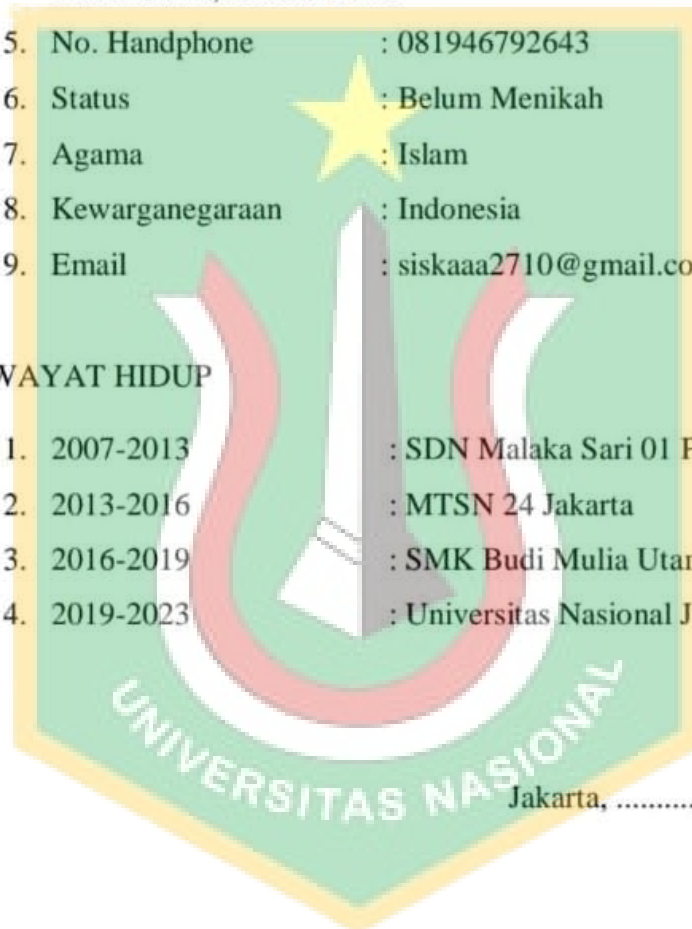 5. No. Handphone : 081946792643
6. Status : Belum Menikah
7. Agama : Islam
8. Kewarganegaraan : Indonesia
9. Email : siskaaa2710@gmail.co
WAYAT HIDUP
1. 2007-2013 : SDN Malaka Sari 01 P
2. 2013-2016 : MTSN 24 Jakarta
3. 2016-2019 : SMK Budi Mulia Utam
4. 2019-2023 : Universitas Nasional J
UNIVERSITAS NASIONAL
Jakarta, ...........